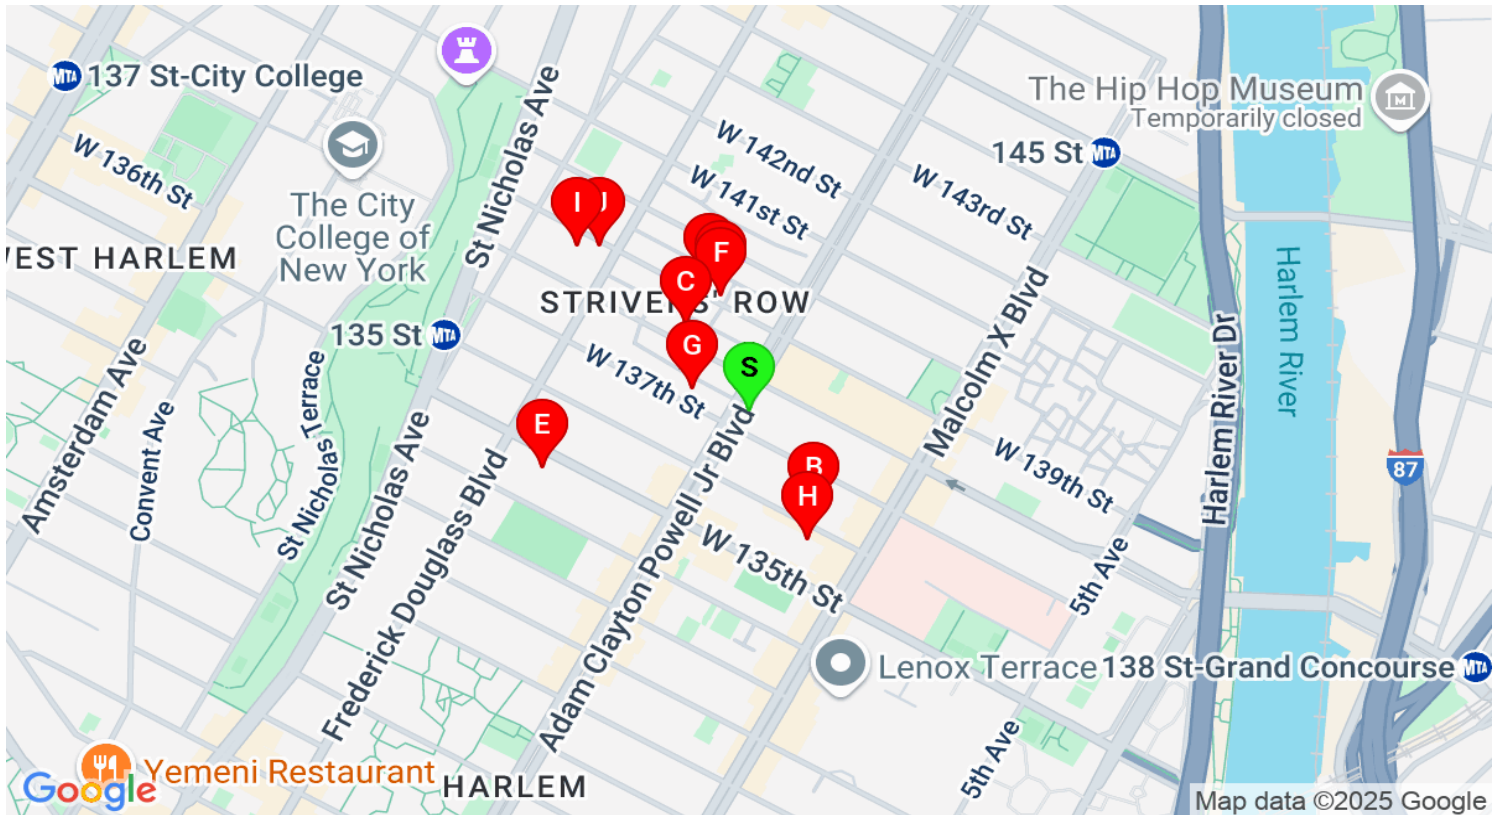 137 St-City College
W 136th St
The City
College of
New York
WEST HARLEM
St Nicholas Ave
W 142nd St
W 141st St
W 143rd St
145 St
MTA
MTA
The Hip Hop Museum
Temporarily closed
I
J
F
C
G
S
E
B
H
STRIVERS' ROW
135 St
MTA
W 137th St
Amsterdam Ave
Convent Ave
St Nicholas Terrace
St Nicholas Ave
Frederick Douglass Blvd
Adam Clayton Powell Jr Blvd
W 135th St
Malcolm X Blvd
W 139th St
Harlem River Dr
Harlem River
87
5th Ave
5th Ave
Lenox Terrace
138 St-Grand Concourse
MTA
Yemeni Restaurant
HARLEM
Google
Map data ©2025 Google